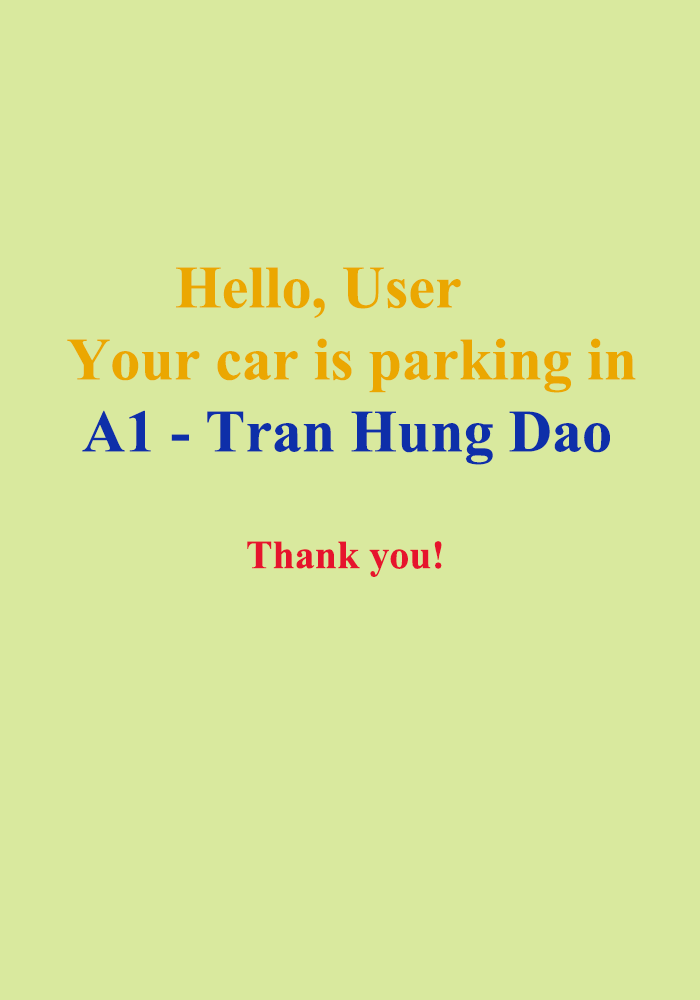 Hello, User
Your car is parking in
A1 - Tran Hung Dao
Thank you!